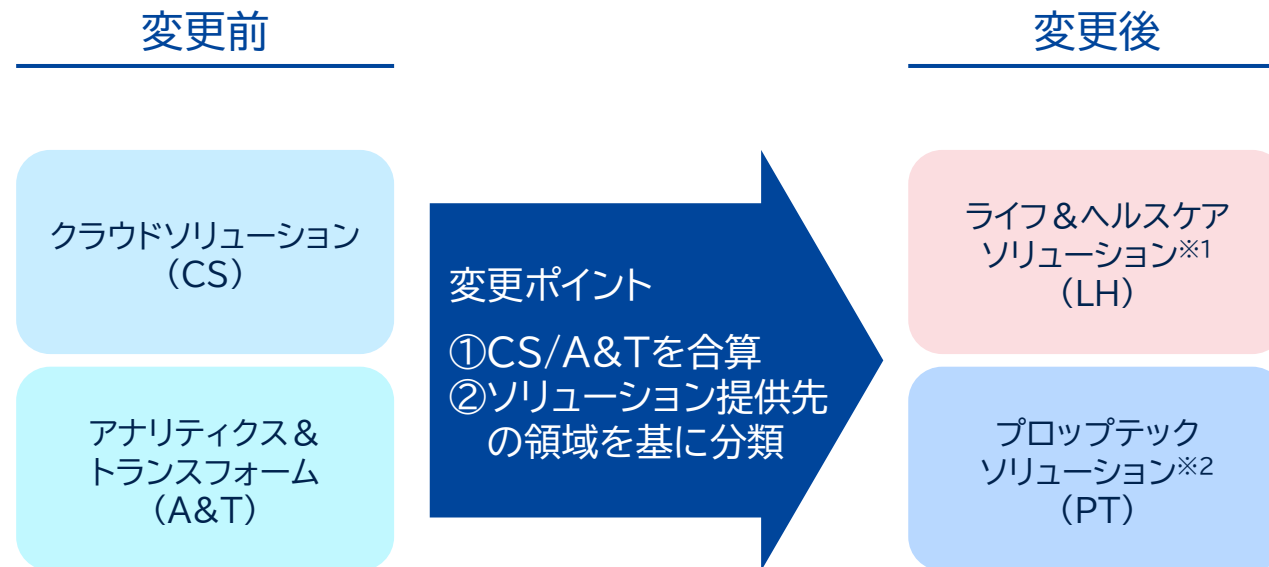 変更前
変更後
クラウドソリューション
(CS)
アナリティクス&
トランスフォーム
(A&T)
変更ポイント
①CS/A&Tを合算
②ソリューション提供先
の領域を基に分類
ライフ&ヘルスケア
ソリューション※1
(LH)
プロップテック
ソリューション※2
(PT)